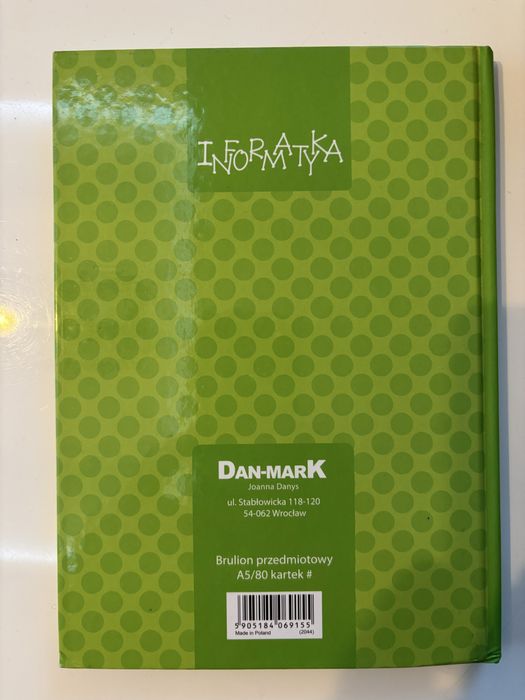 INFORMATYKA
DAN-MARK
Joanna Danys
ul. Stabłowicka 118-120
54-062 Wrocław
Brulion przedmiotowy
A5/80 kartek #
5 905184 069155
Made in Poland (2044)